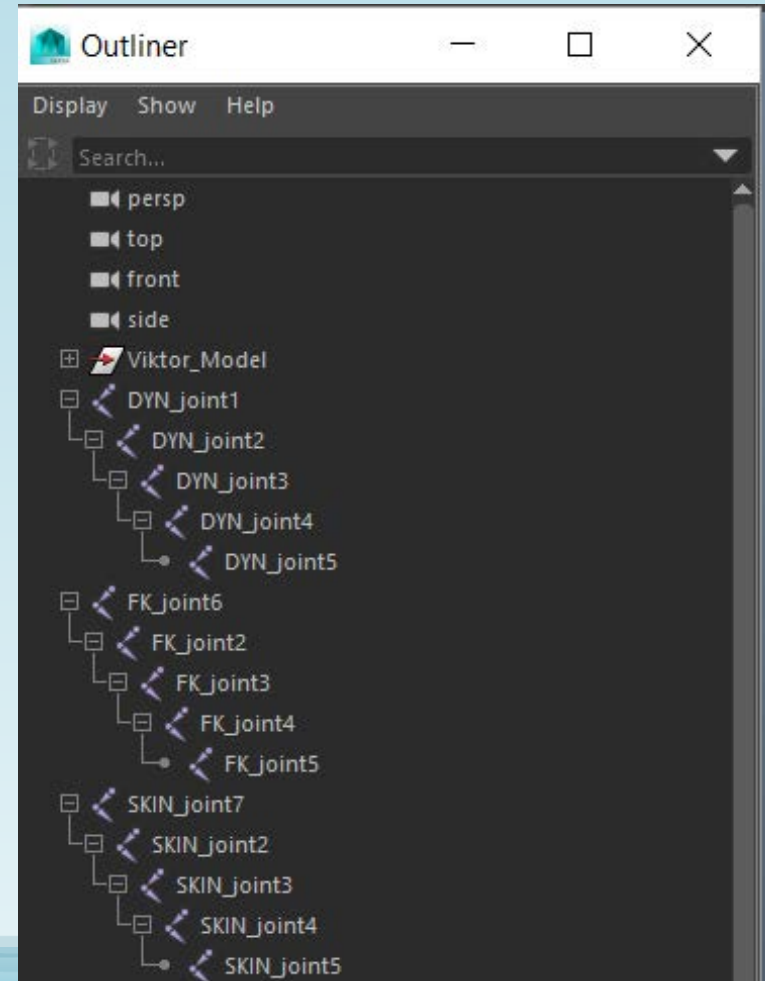 Outliner
Display Show Help
Search...
persp
top
front
side
Viktor_Model
DYN_joint1
DYN_joint2
DYN_joint3
DYN_joint4
DYN_joint5
FK_joint6
FK_joint2
FK_joint3
FK_joint4
FK_joint5
SKIN_joint7
SKIN_joint2
SKIN_joint3
SKIN_joint4
SKIN_joint5